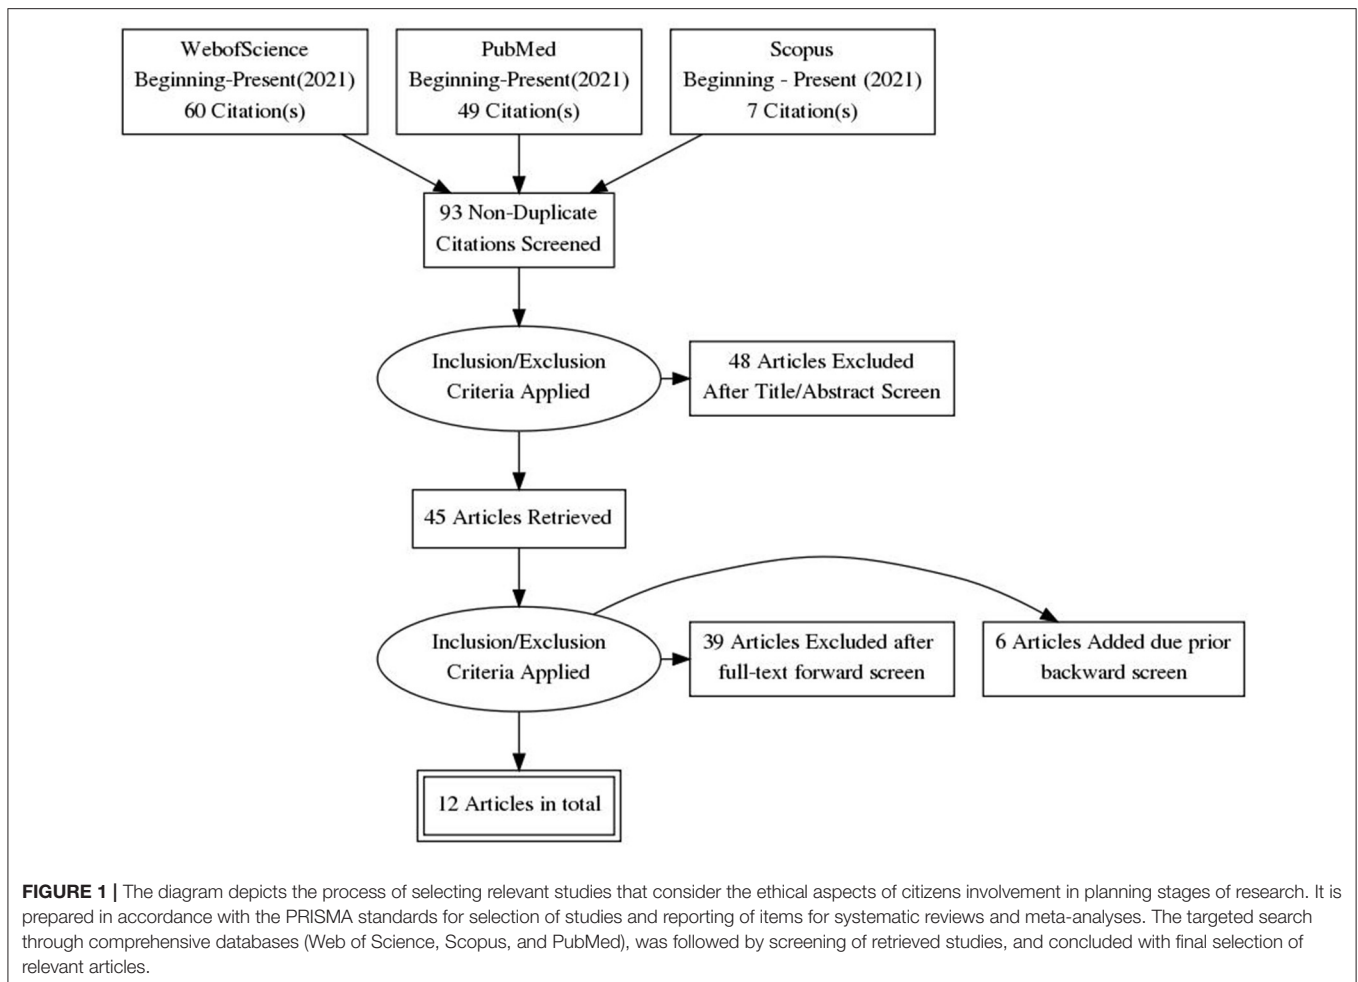 WebofScience
Beginning-Present(2021)
60 Citation(s)
PubMed
Beginning-Present(2021)
49 Citation(s)
Scopus
Beginning - Present (2021)
7 Citation(s)
93 Non-Duplicate
Citations Screened
Inclusion/Exclusion
Criteria Applied
48 Articles Excluded
After Title/Abstract Screen
45 Articles Retrieved
Inclusion/Exclusion
Criteria Applied
39 Articles Excluded after
full-text forward screen
6 Articles Added due prior
backward screen
12 Articles in total
FIGURE 1 | The diagram depicts the process of selecting relevant studies that consider the ethical aspects of citizens involvement in planning stages of research. It is
prepared in accordance with the PRISMA standards for selection of studies and reporting of items for systematic reviews and meta-analyses. The targeted search
through comprehensive databases (Web of Science, Scopus, and PubMed), was followed by screening of retrieved studies, and concluded with final selection of
relevant articles.